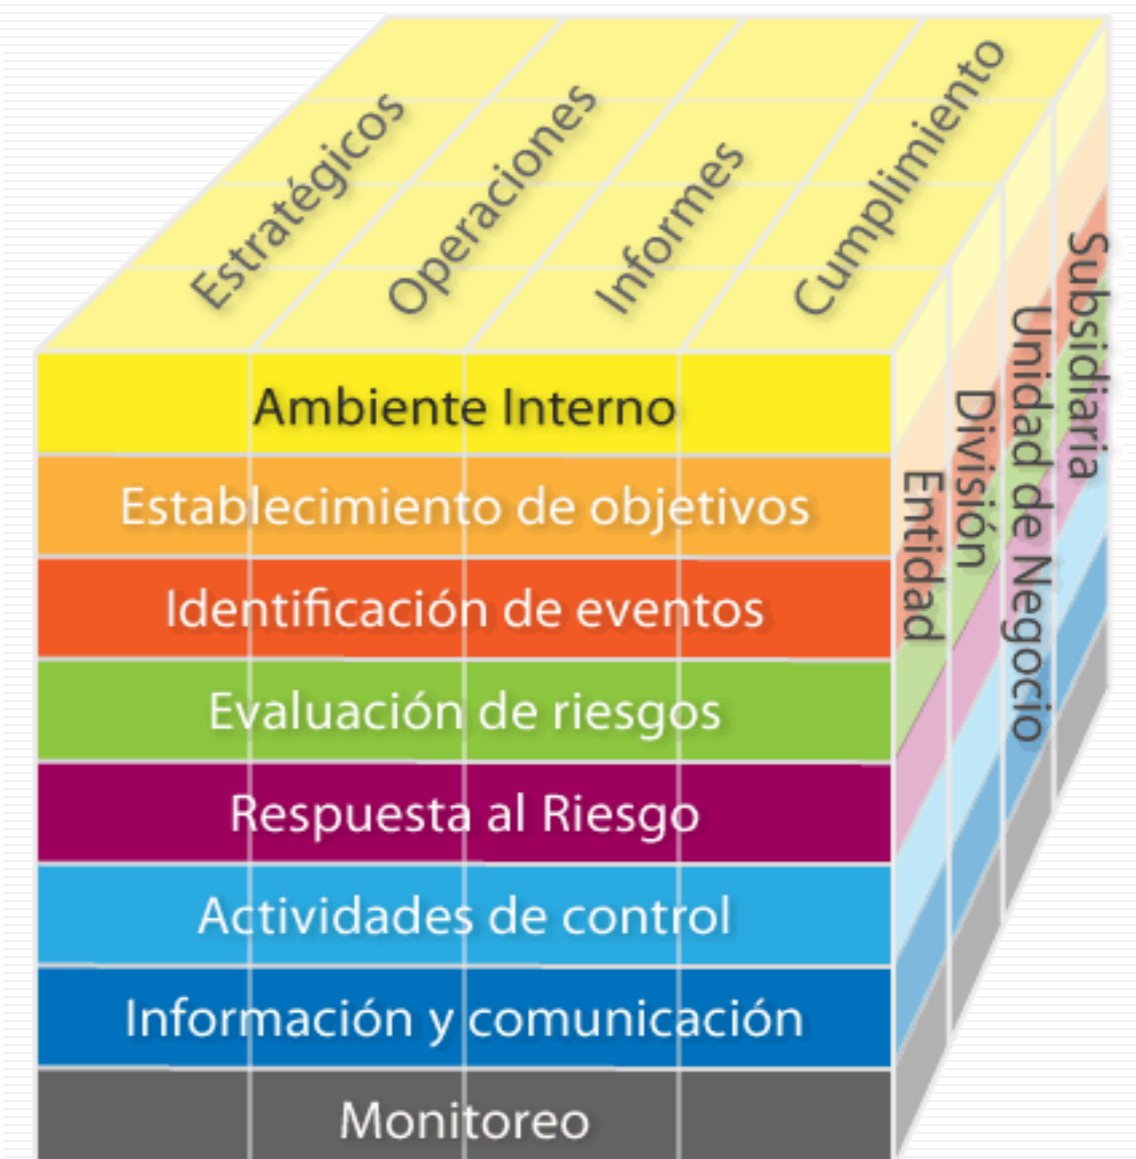 Estratégicos
Operaciones
Informes
Cumplimiento
Ambiente Interno
Establecimiento de objetivos
Identificación de eventos
Evaluación de riesgos
Respuesta al Riesgo
Actividades de control
Información y comunicación
Monitoreo
Entidad
División
Unidad de Negocio
Subsidiaria